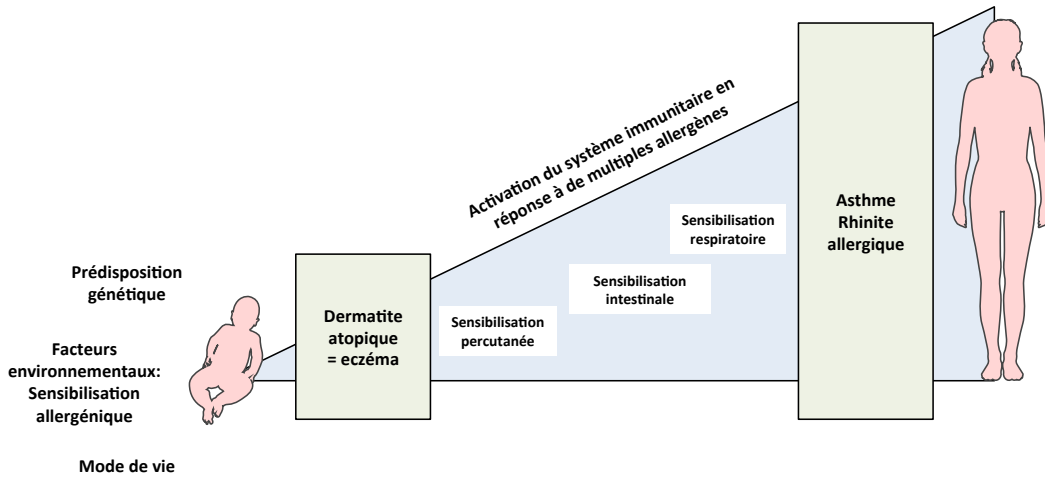 Prédisposition
génétique
Facteurs
environnementaux:
Sensibilisation
allergénique
Mode de vie
Dermatite
atopique
= eczéma
Activation du système immunitaire en
réponse à de multiples allergènes
Sensibilisation
percutanée
Sensibilisation
intestinale
Sensibilisation
respiratoire
Asthme
Rhinite
allergique